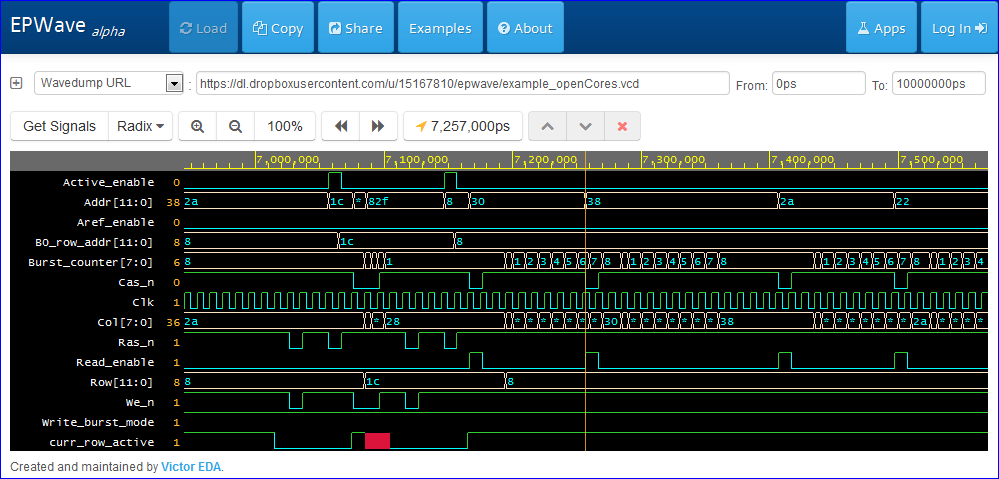 EPWave alpha Load Copy Share Examples About Apps Log In
Wavedump URL : https://dl.dropboxusercontent.com/u/15167810/epwave/example_openCores.vcd From: 0ps To: 10000000ps
Get Signals Radix 100% 7,257,000ps
7,000,000 7,100,000 7,200,000 7,300,000 7,400,000 7,500,000
Active_enable 0
Addr[11:0] 38 2a 1c * 82f 8 30 38 2a 22
Aref_enable 0
B0_row_addr[11:0] 8 8 1c 8
Burst_counter[7:0] 6 8 1 1 2 3 4 5 6 7 8 1 2 3 4 5 6 7 8 1 2 3 4 5 6 7 8 1 2 3 4
Cas_n 0
Clk 1
Col[7:0] 36 2a * 28 * * * * * * * 30 * * * * * * * 38 * * * * * * * 2a * * * *
Ras_n 1
Read_enable 1
Row[11:0] 8 8 1c 8
We_n 1
Write_burst_mode 1
curr_row_active 1
Created and maintained by Victor EDA.